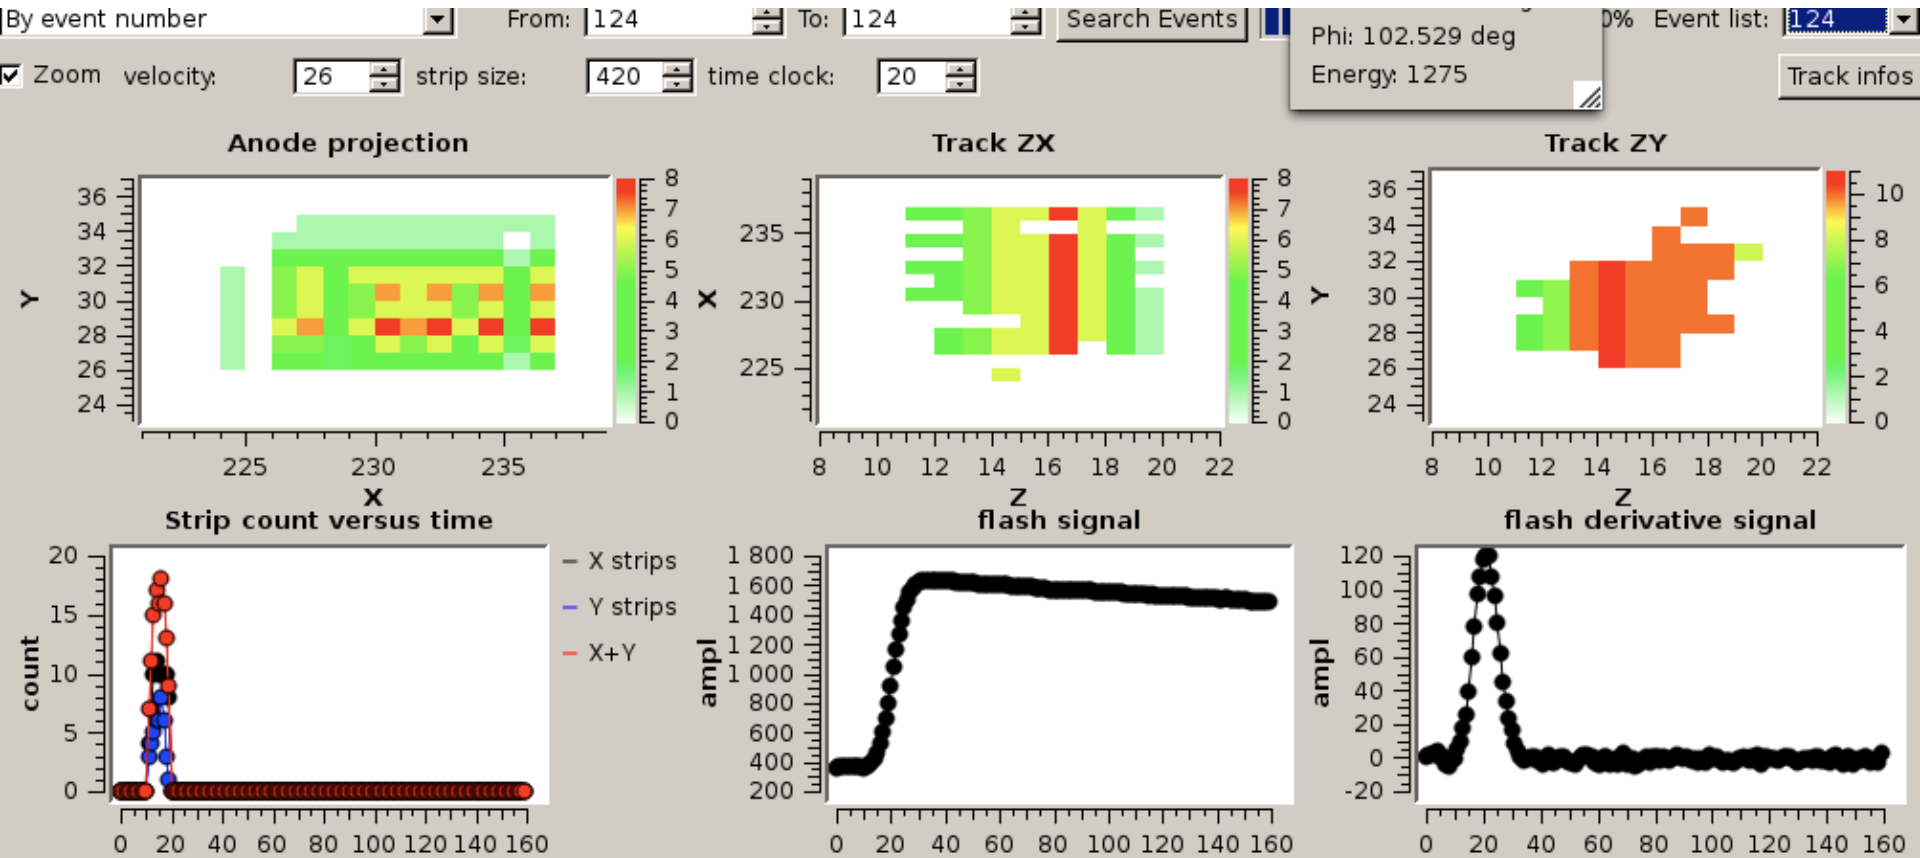 By event number From: 124 To: 124 Search Events 0% Event list: 124
Phi: 102.529 deg
Energy: 1275
Zoom velocity: 26 strip size: 420 time clock: 20 Track infos
Anode projection
36
34
32
30
28
26
24
Y
225 230 235
X
8
7
6
5
4
3
2
1
0
Track ZX
235
230
225
X
8 10 12 14 16 18 20 22
Z
8
7
6
5
4
3
2
1
0
Track ZY
36
34
32
30
28
26
24
Y
8 10 12 14 16 18 20 22
Z
10
8
6
4
2
0
Strip count versus time
20
15
10
5
0
count
0 20 40 60 80 100 120 140 160
X strips
Y strips
X+Y
flash signal
1 800
1 600
1 400
1 200
1 000
800
600
400
200
ampl
0 20 40 60 80 100 120 140 160
flash derivative signal
120
100
80
60
40
20
0
-20
ampl
0 20 40 60 80 100 120 140 160